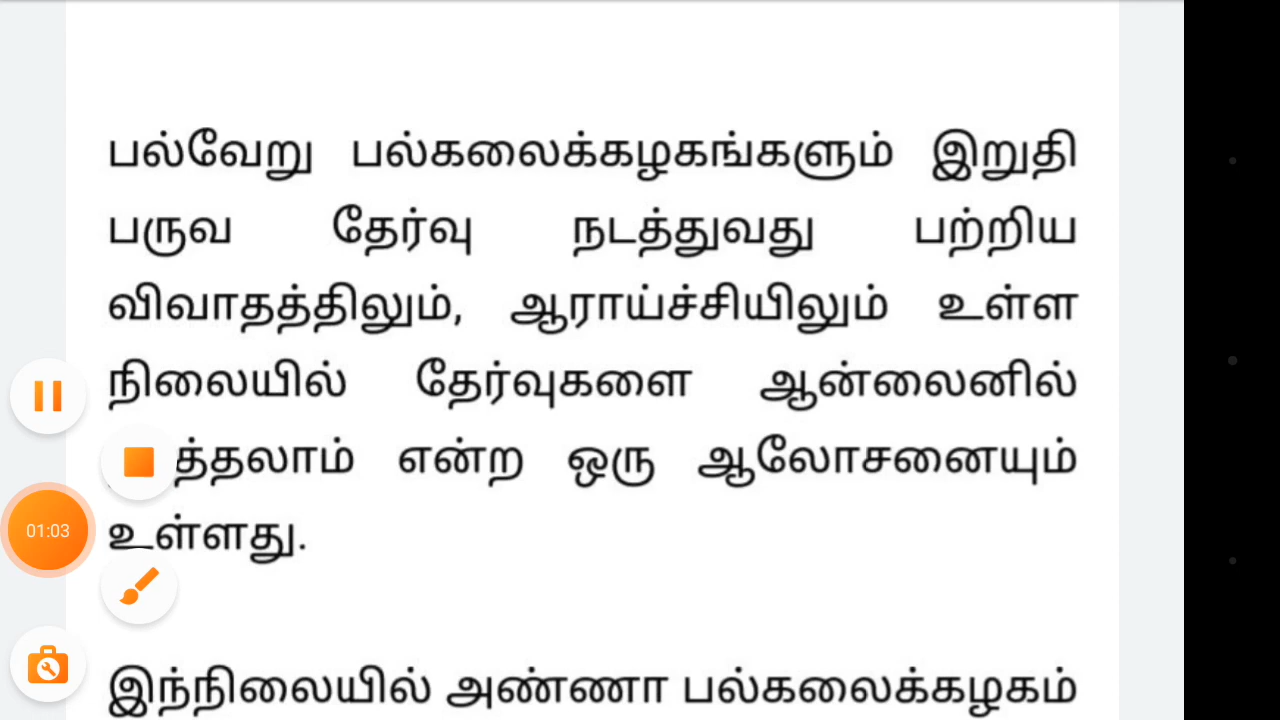 பல்வேறு பல்கலைக்கழகங்களும் இறுதி
பருவ தேர்வு நடத்துவது பற்றிய
விவாதத்திலும், ஆராய்ச்சியிலும் உள்ள
நிலையில் தேர்வுகளை ஆன்லைனில்
என்ற ஒரு ஆலோசனையும்
உள்ளது.
01:03
இந்நிலையில் அண்ணா பல்கலைக்கழகம்